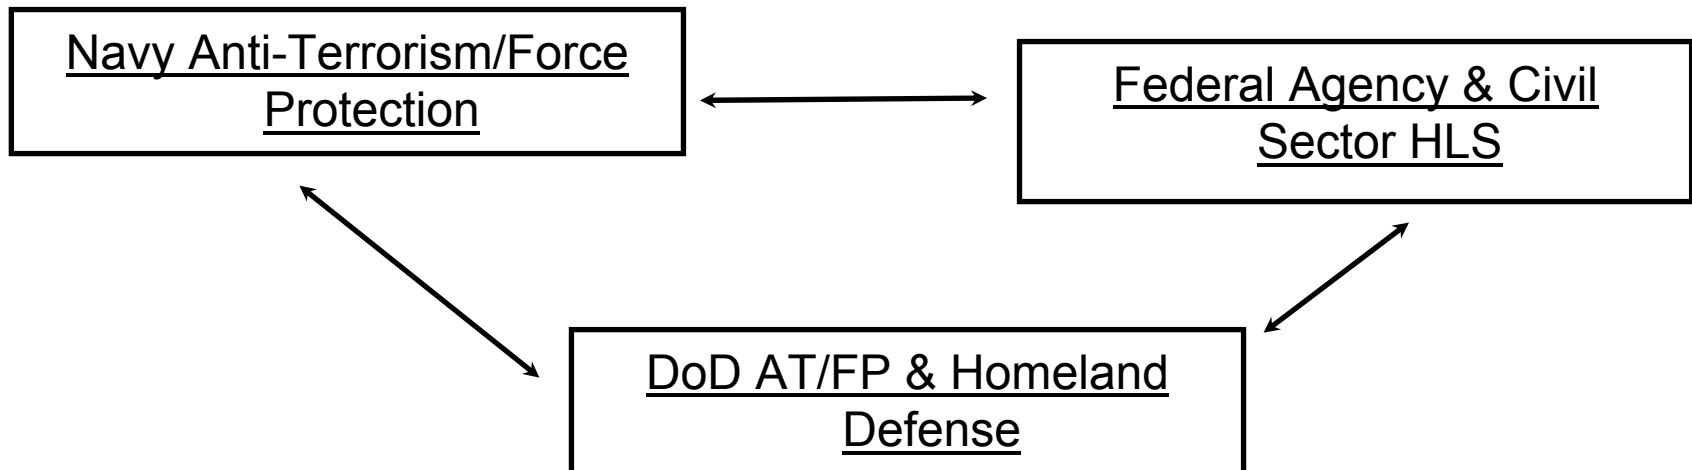 Navy Anti-Terrorism/Force
Protection
Federal Agency & Civil
Sector HLS
DoD AT/FP & Homeland
Defense